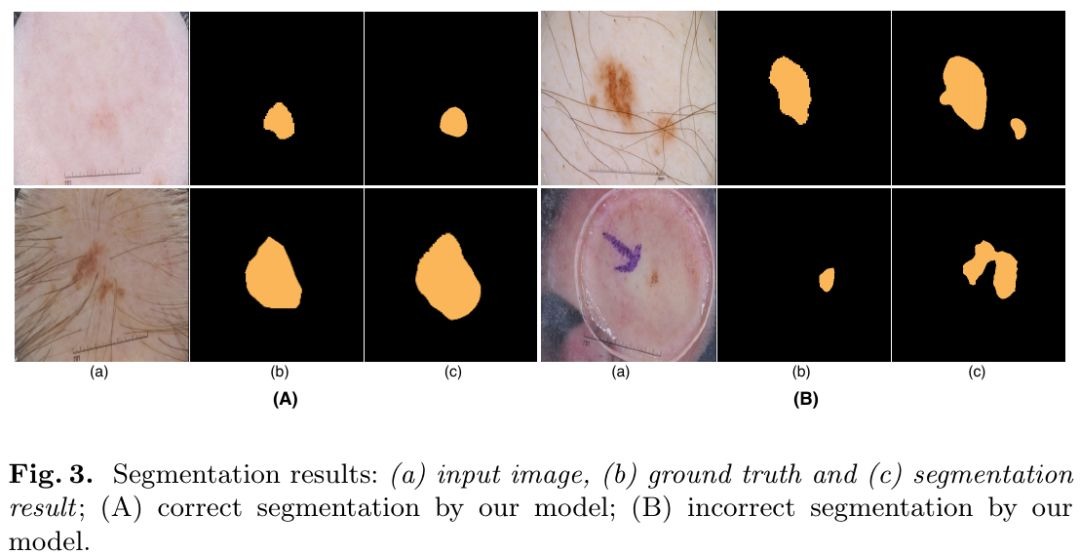 (a) (b) (c) (a) (b) (c)
(A) (B)
Fig. 3. Segmentation results: (a) input image, (b) ground truth and (c) segmentation
result; (A) correct segmentation by our model; (B) incorrect segmentation by our
model.